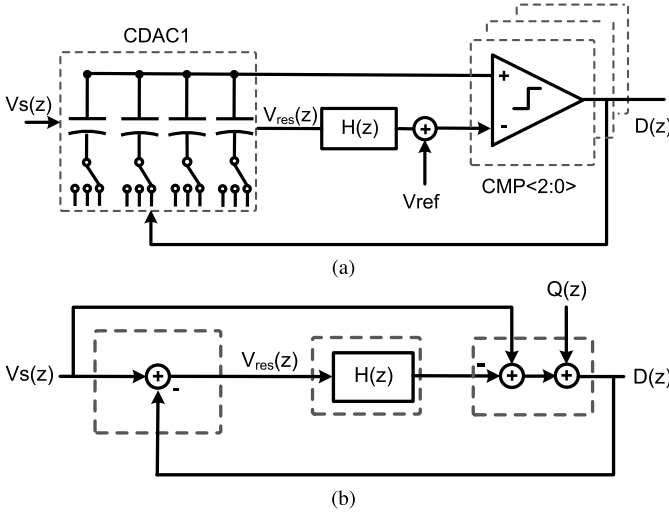 CDAC1
Vs(z)
Vres(z)
H(z)
+
+
-
D(z)
Vref
CMP<2:0>
(a)
Q(z)
Vs(z)
+
-
Vres(z)
H(z)
-
+
+
D(z)
(b)